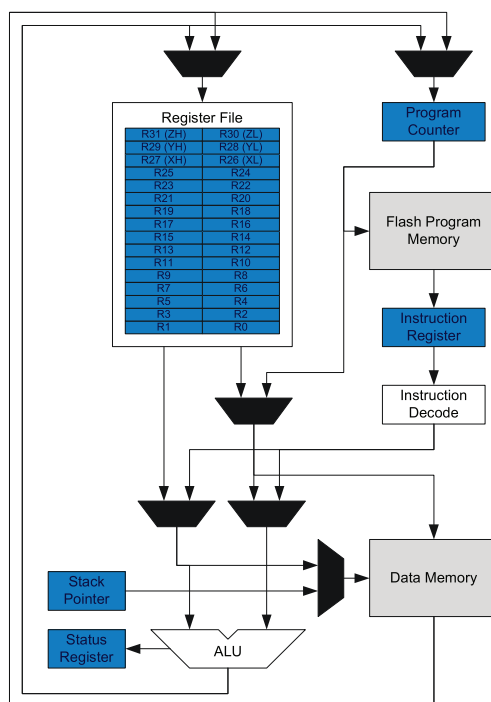 Register File
R31 (ZH) R30 (ZL)
R29 (YH) R28 (YL)
R27 (XH) R26 (XL)
R25 R24
R23 R22
R21 R20
R19 R18
R17 R16
R15 R14
R13 R12
R11 R10
R9 R8
R7 R6
R5 R4
R3 R2
R1 R0
Program
Counter
Flash Program
Memory
Instruction
Register
Instruction
Decode
Data Memory
Stack
Pointer
Status
Register
ALU